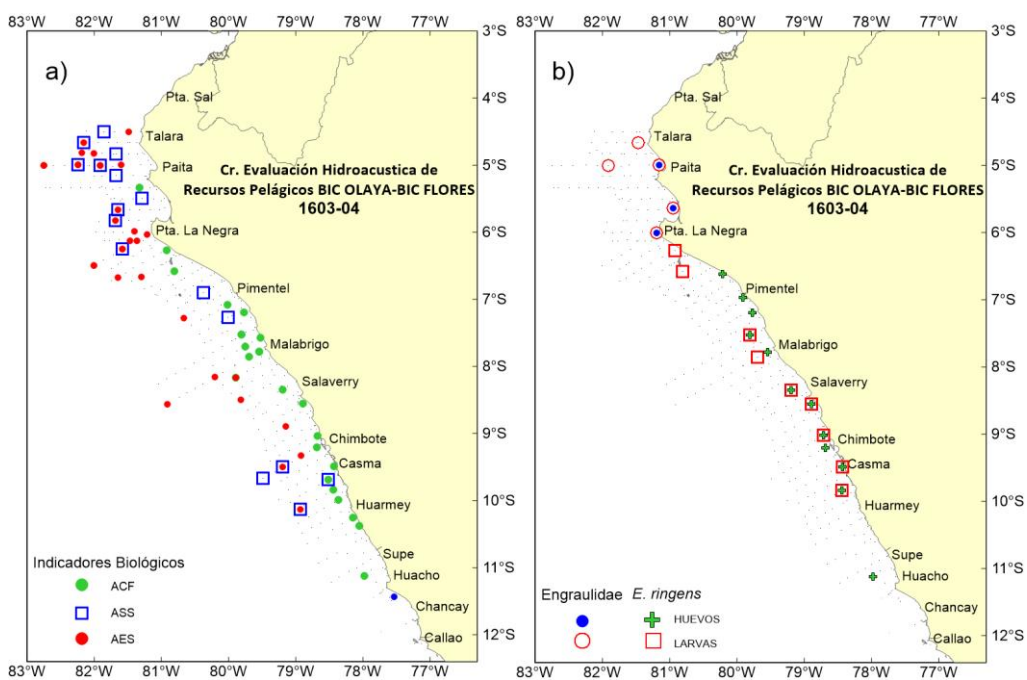 83°W 82°W 81°W 80°W 79°W 78°W 77°W
a)
3°S
4°S
5°S
6°S
7°S
8°S
9°S
10°S
11°S
12°S
Pta. Sal
Talara
Paita
Cr. Evaluación Hidroacustica de
Recursos Pelágicos BIC OLAYA-BIC FLORES
1603-04
Pta. La Negra
Pimentel
Malabrigo
Salaverry
Chimbote
Casma
Huarmey
Supe
Huacho
Chancay
Callao
Indicadores Biológicos
ACF
ASS
AES
83°W 82°W 81°W 80°W 79°W 78°W 77°W
83°W 82°W 81°W 80°W 79°W 78°W 77°W
b)
3°S
4°S
5°S
6°S
7°S
8°S
9°S
10°S
11°S
12°S
Pta. Sal
Talara
Paita
Cr. Evaluación Hidroacustica de
Recursos Pelágicos BIC OLAYA-BIC FLORES
1603-04
Pta. La Negra
Pimentel
Malabrigo
Salaverry
Chimbote
Casma
Huarmey
Supe
Huacho
Chancay
Callao
Engraulidae E. ringens
HUEVOS
LARVAS
83°W 82°W 81°W 80°W 79°W 78°W 77°W